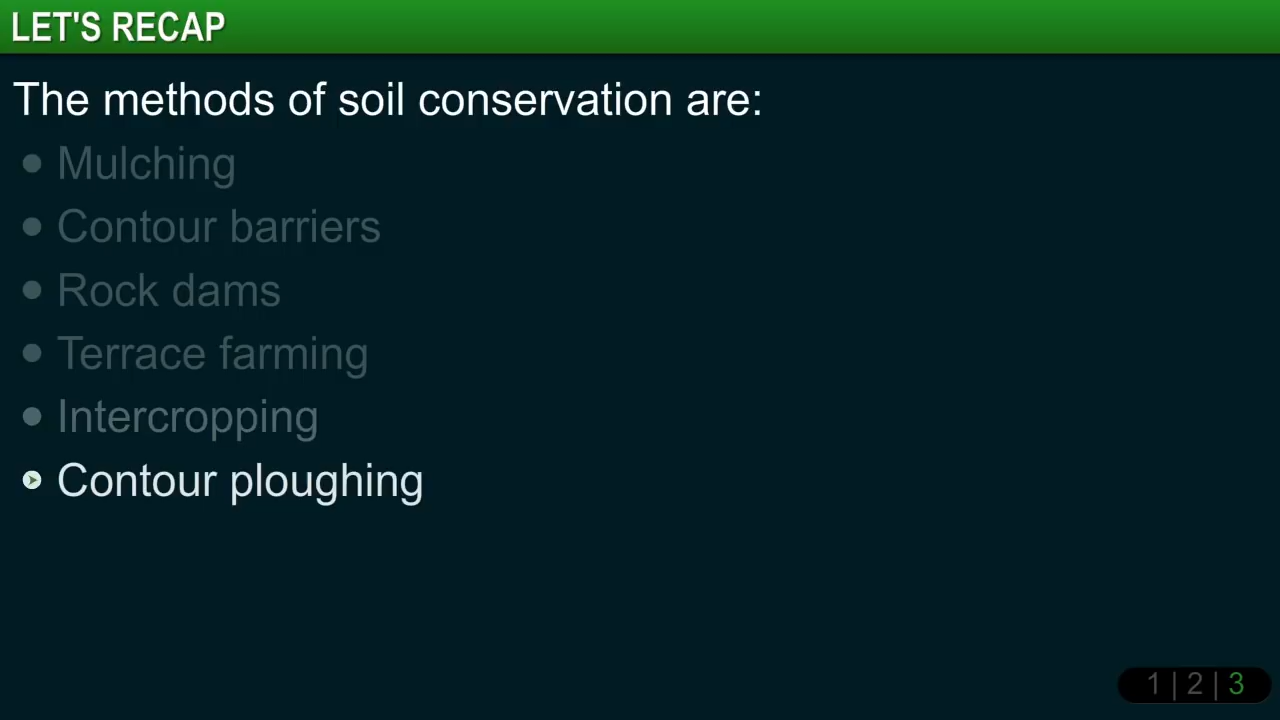 LET'S RECAP
The methods of soil conservation are:
• Mulching
• Contour barriers
• Rock dams
• Terrace farming
• Intercropping
• Contour ploughing
1 | 2 | 3